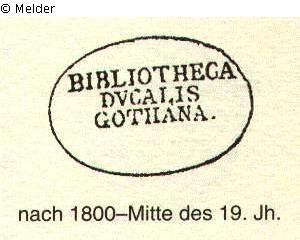 © Melder
BIBLIOTHECA
DVCALIS
GOTHANA.
nach 1800–Mitte des 19. Jh.